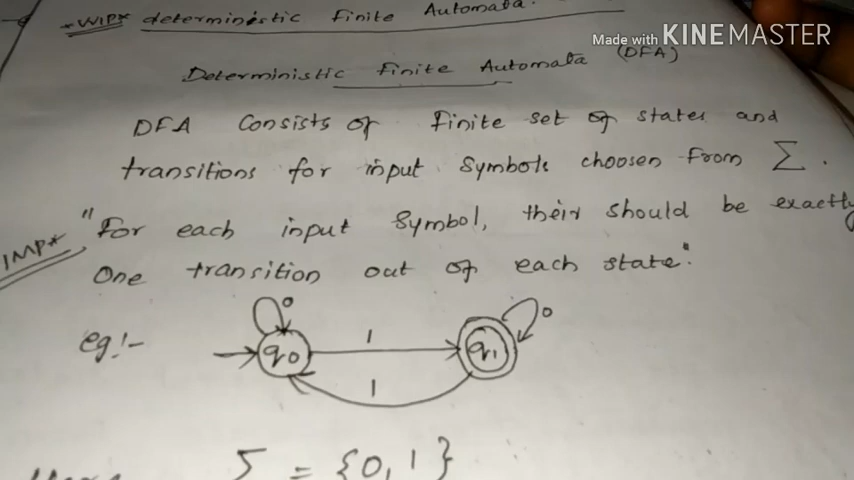 *WIP* deterministic Finite Automata.
Made with KINEMASTER
Deterministic Finite Automata (DFA)
DFA Consists of Finite set of states and
transitions for input symbols choosen from Σ.
IMP* "For each input symbol, their should be exactly
One transition out of each state".
eg:-
0
0
q0
1
q1
1
Σ = {0, 1}